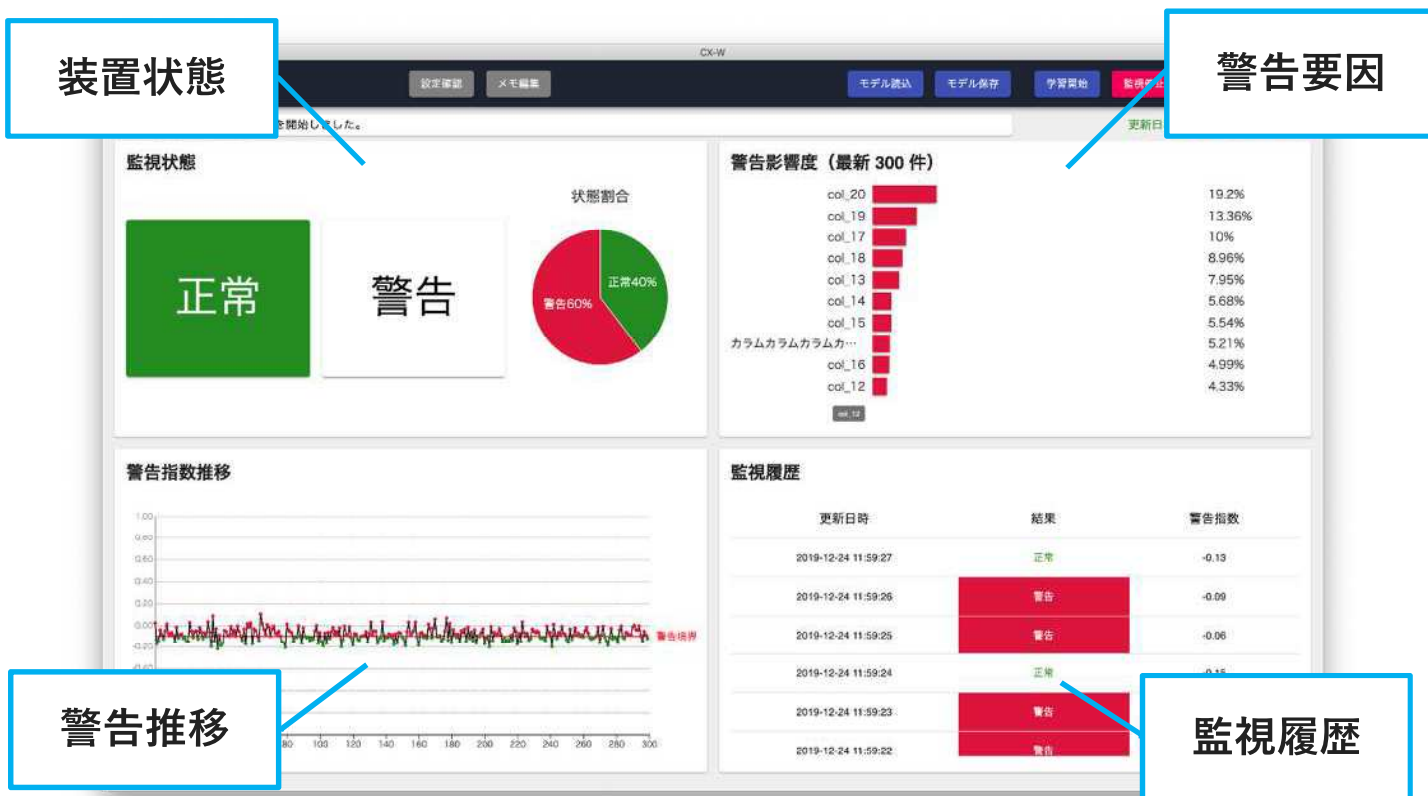 装置状態
警告要因
CX-W
設定確認
メモ編集
モデル読込
モデル保存
学習開始
を開始しました。
更新日
監視状態
状態割合
正常
警告
正常40%
警告60%
警告影響度（最新 300 件）
col_20 19.2%
col_19 13.36%
col_17 10%
col_18 8.96%
col_13 7.95%
col_14 5.68%
col_15 5.54%
カラムカラムカラムカ… 5.21%
col_16 4.99%
col_12 4.33%
col_12
警告指数推移
1.00
0.80
0.60
0.40
0.20
0.00
-0.20
-0.40
警告境界
80 100 120 140 160 180 200 220 240 260 280 300
監視履歴
更新日時 結果 警告指数
2019-12-24 11:59:27 正常 -0.13
2019-12-24 11:59:26 警告 -0.09
2019-12-24 11:59:25 警告 -0.06
2019-12-24 11:59:24 正常 -0.15
2019-12-24 11:59:23 警告
2019-12-24 11:59:22 警告
警告推移
監視履歴